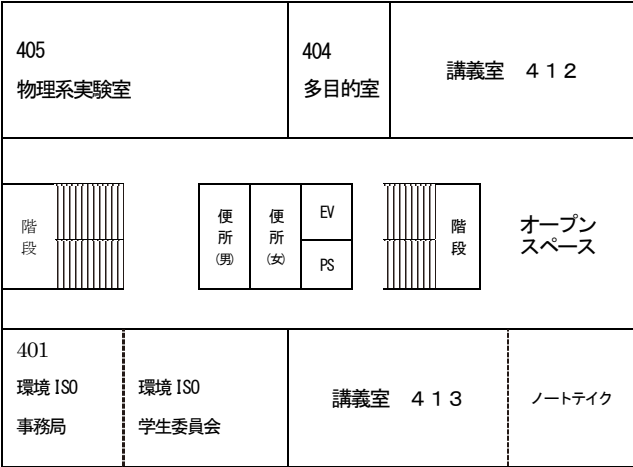 405
物理系実験室
404
多目的室
講義室　４１２
階
段
便
所
(男)
便
所
(女)
EV
PS
階
段
オープン
スペース
401
環境 ISO
事務局
環境 ISO
学生委員会
講義室　４１３
ノートテイク